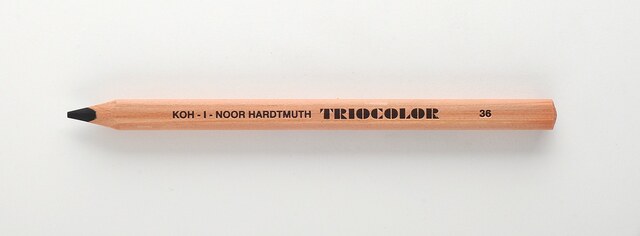 KOH - I - NOOR HARDTMUTH TRIOCOLOR 36